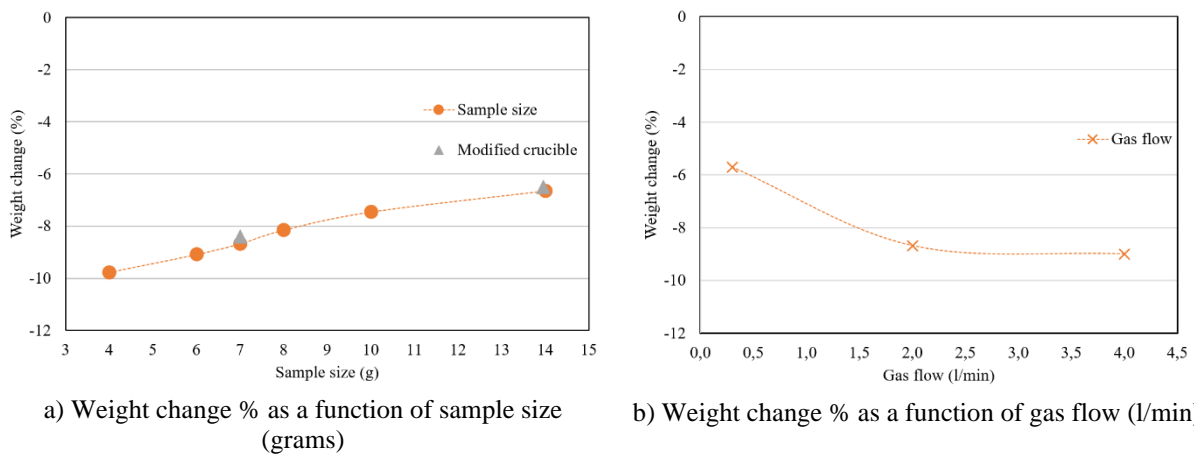 0
-2
-4
-6
-8
-10
-12
Weight change (%)
Sample size
Modified crucible
3 4 5 6 7 8 9 10 11 12 13 14 15
Sample size (g)
a) Weight change % as a function of sample size
(grams)
0
-2
-4
-6
-8
-10
-12
Weight change (%)
Gas flow
0,0 0,5 1,0 1,5 2,0 2,5 3,0 3,5 4,0 4,5
Gas flow (l/min)
b) Weight change % as a function of gas flow (l/min)